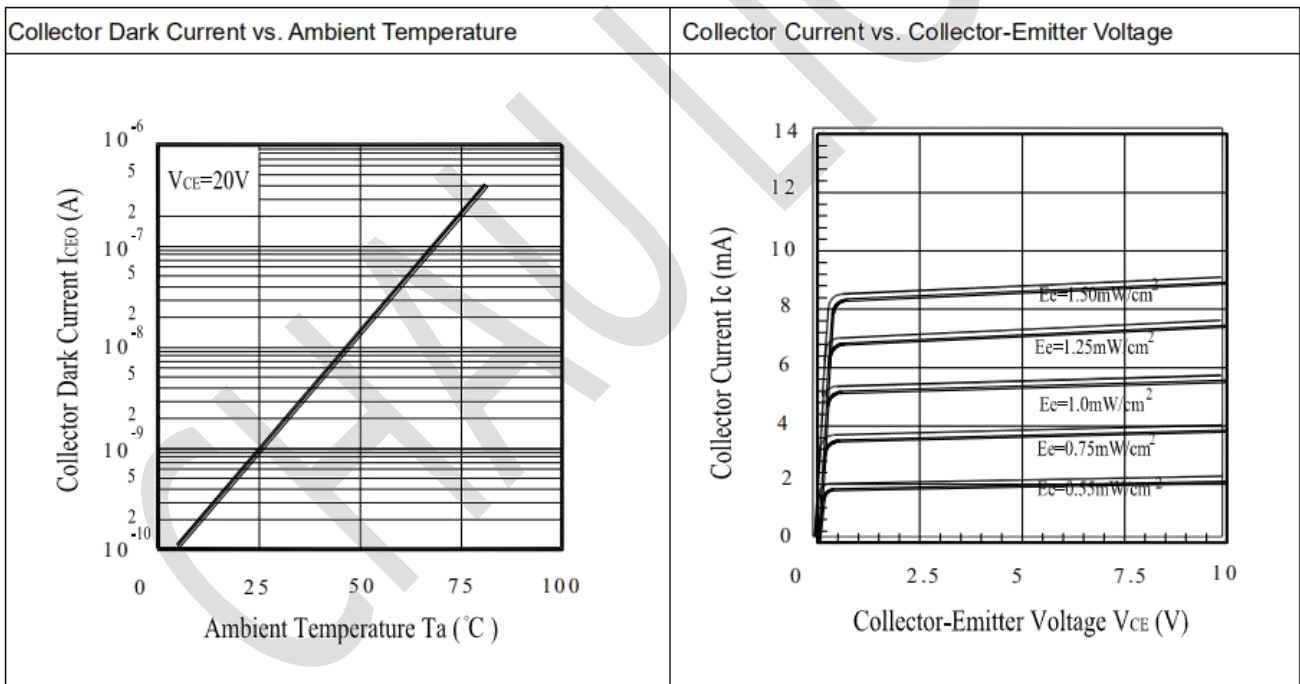 Collector Dark Current vs. Ambient Temperature
Collector Current vs. Collector-Emitter Voltage
10⁻⁶
5
2
10⁻⁷
5
2
10⁻⁸
5
2
10⁻⁹
5
2
10⁻¹⁰
VCE=20V
Collector Dark Current ICEO (A)
0 25 50 75 100
Ambient Temperature Ta (℃)
14
12
10
8
6
4
2
0
Collector Current Ic (mA)
Ee=1.50mW/cm²
Ee=1.25mW/cm²
Ee=1.0mW/cm²
Ee=0.75mW/cm²
Ee=0.55mW/cm²
0 2.5 5 7.5 10
Collector-Emitter Voltage VCE (V)